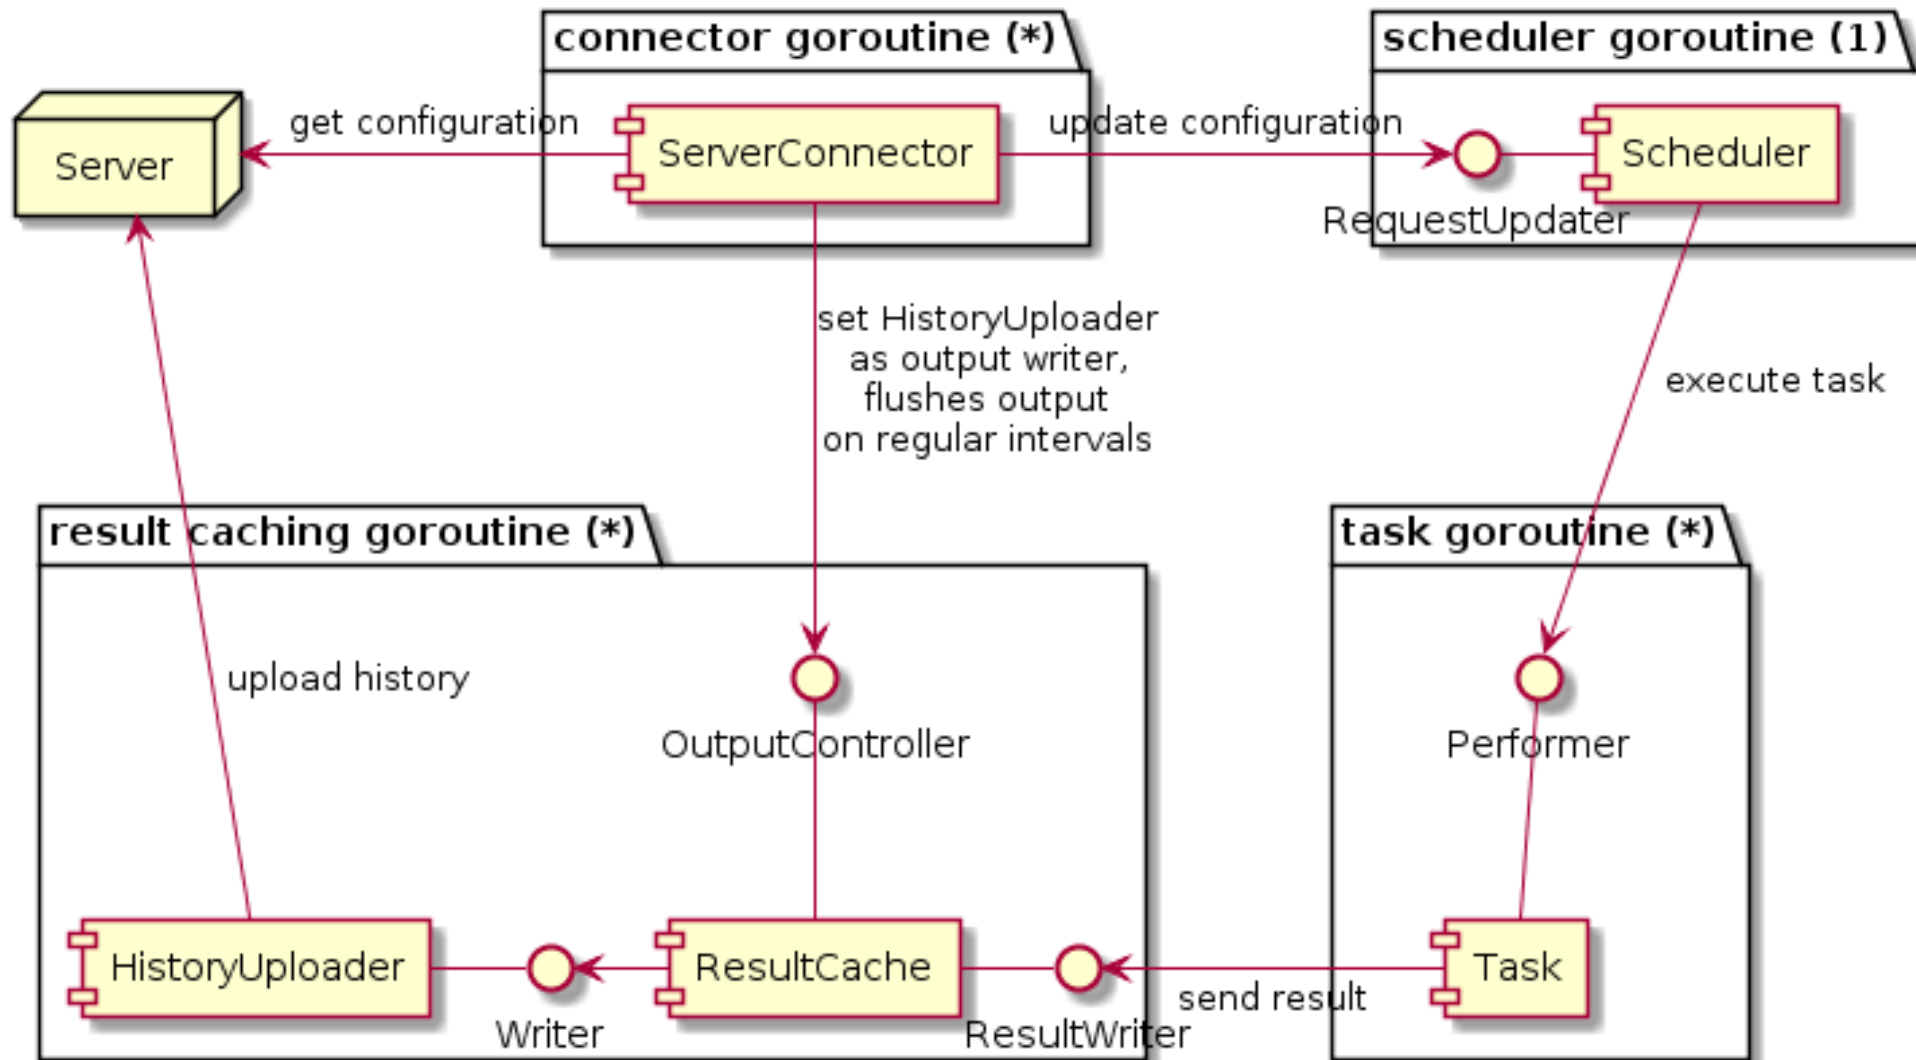 connector goroutine (*)
scheduler goroutine (1)
get configuration
update configuration
Server
ServerConnector
Scheduler
RequestUpdater
set HistoryUploader
as output writer,
flushes output
on regular intervals
execute task
result caching goroutine (*)
task goroutine (*)
upload history
OutputController
Performer
HistoryUploader
ResultCache
Task
send result
Writer
ResultWriter